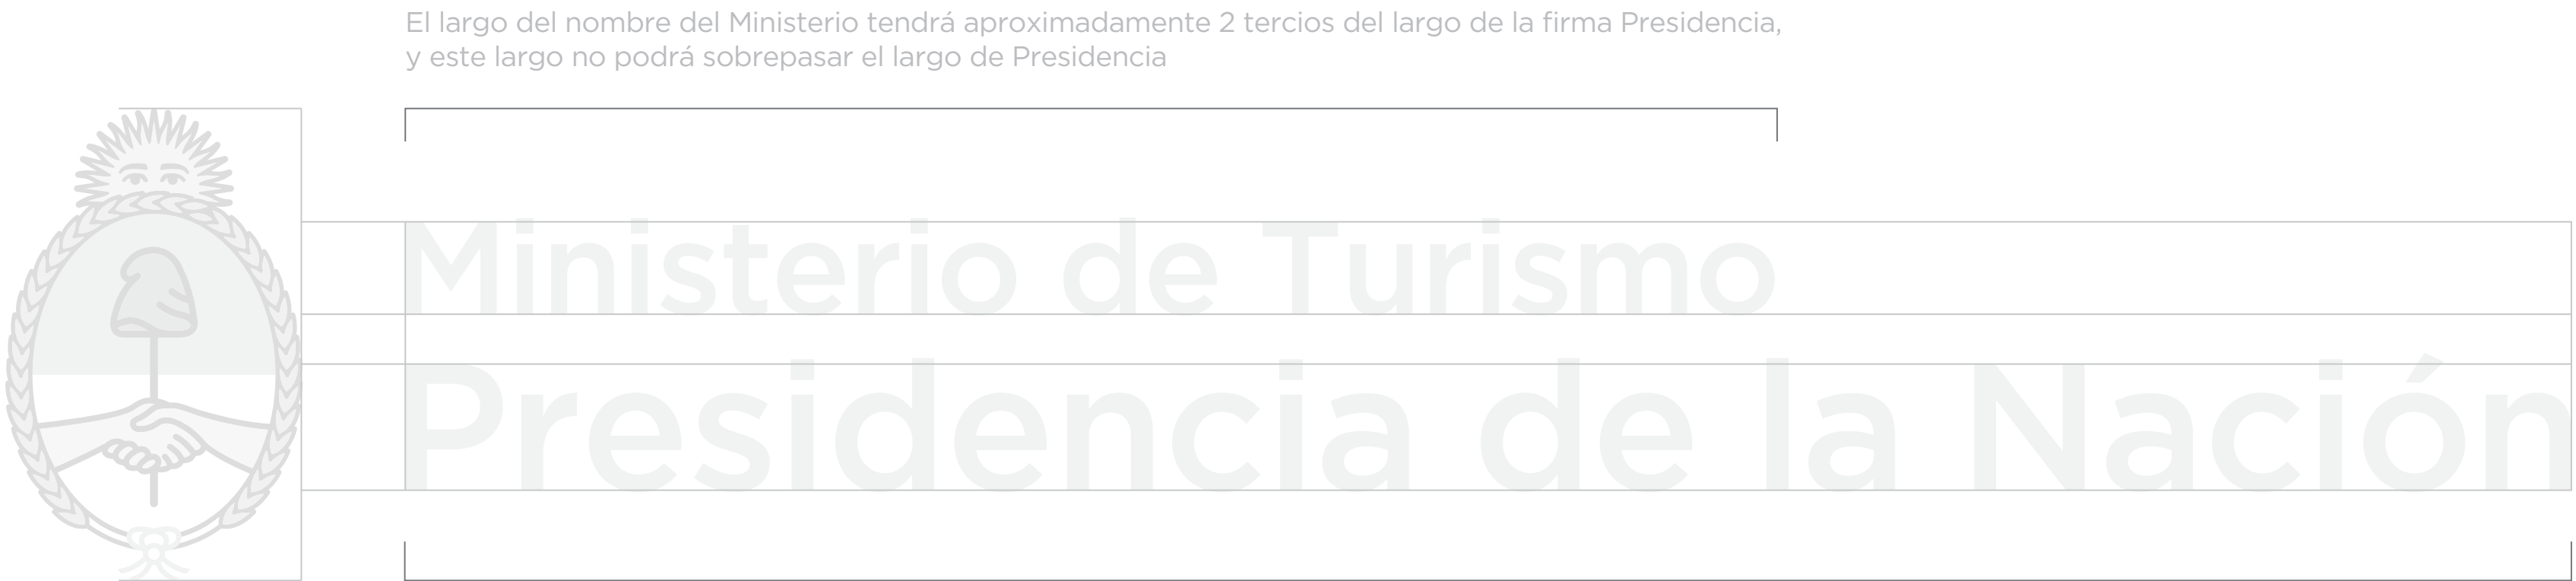 El largo del nombre del Ministerio tendrá aproximadamente 2 tercios del largo de la firma Presidencia,
y este largo no podrá sobrepasar el largo de Presidencia
Ministerio de Turismo
Presidencia de la Nación